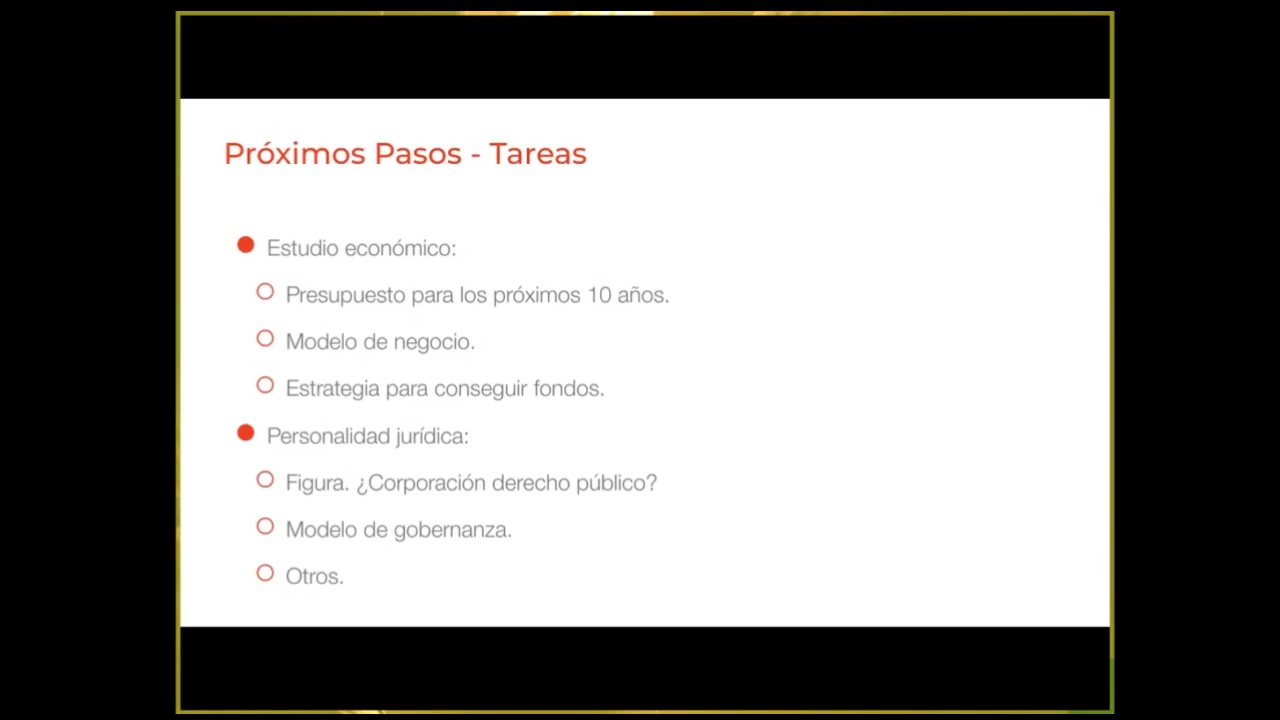 Próximos Pasos - Tareas
Estudio económico:
Presupuesto para los próximos 10 años.
Modelo de negocio.
Estrategia para conseguir fondos.
Personalidad jurídica:
Figura. ¿Corporación derecho público?
Modelo de gobernanza.
Otros.